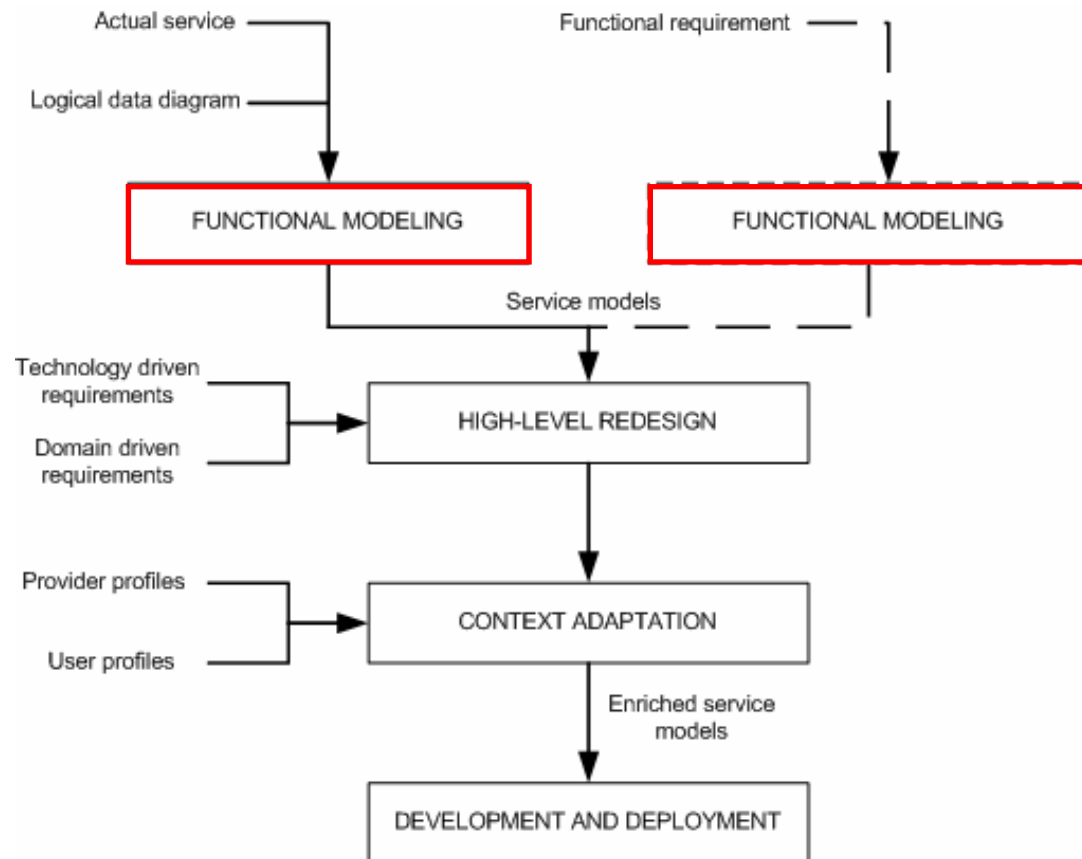 Actual service
Functional requirement
Logical data diagram
FUNCTIONAL MODELING
FUNCTIONAL MODELING
Service models
Technology driven
requirements
HIGH-LEVEL REDESIGN
Domain driven
requirements
Provider profiles
CONTEXT ADAPTATION
User profiles
Enriched service
models
DEVELOPMENT AND DEPLOYMENT